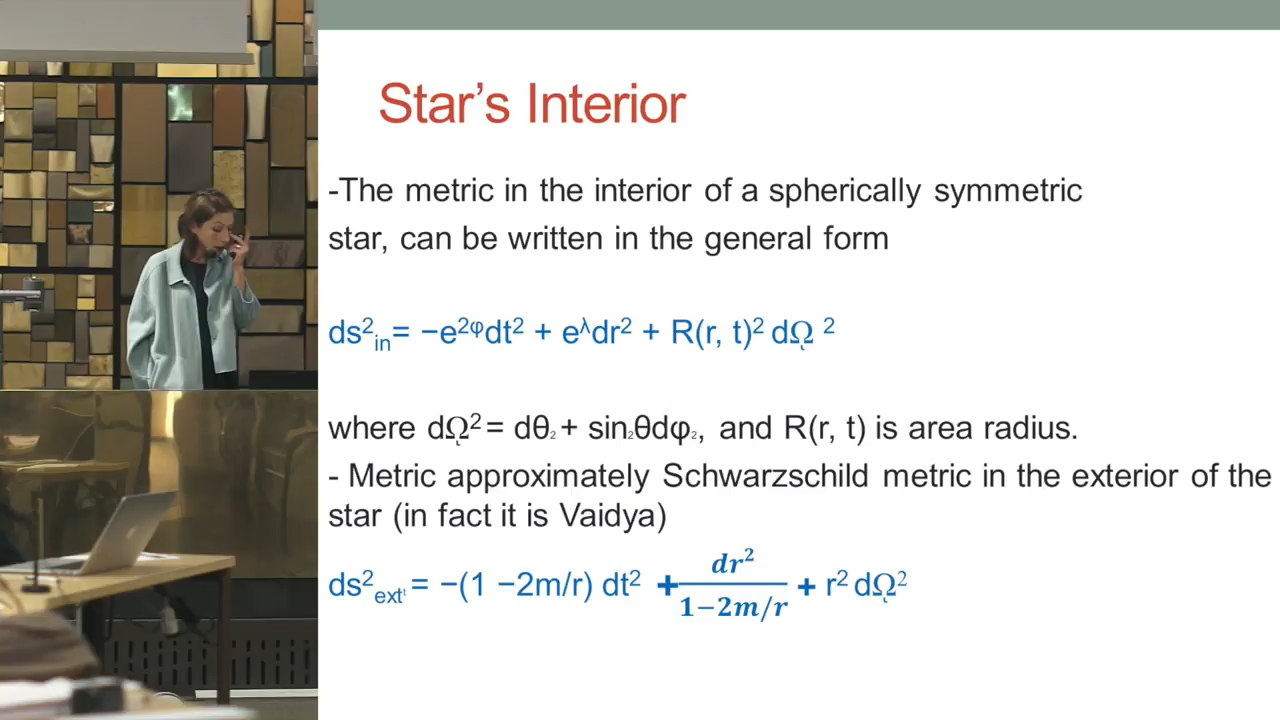 Star’s Interior
-The metric in the interior of a spherically symmetric
star, can be written in the general form
ds²ᵢₙ= −e²ᵠdt² + e^λdr² + R(r, t)² dΩ ²
where dΩ²= dθ₂ + sin₂θdφ₂, and R(r, t) is area radius.
- Metric approximately Schwarzschild metric in the exterior of the
star (in fact it is Vaidya)
ds²ₑₓₜᵗ = −(1 −2m/r) dt² + dr²/(1−2m/r) + r² dΩ²